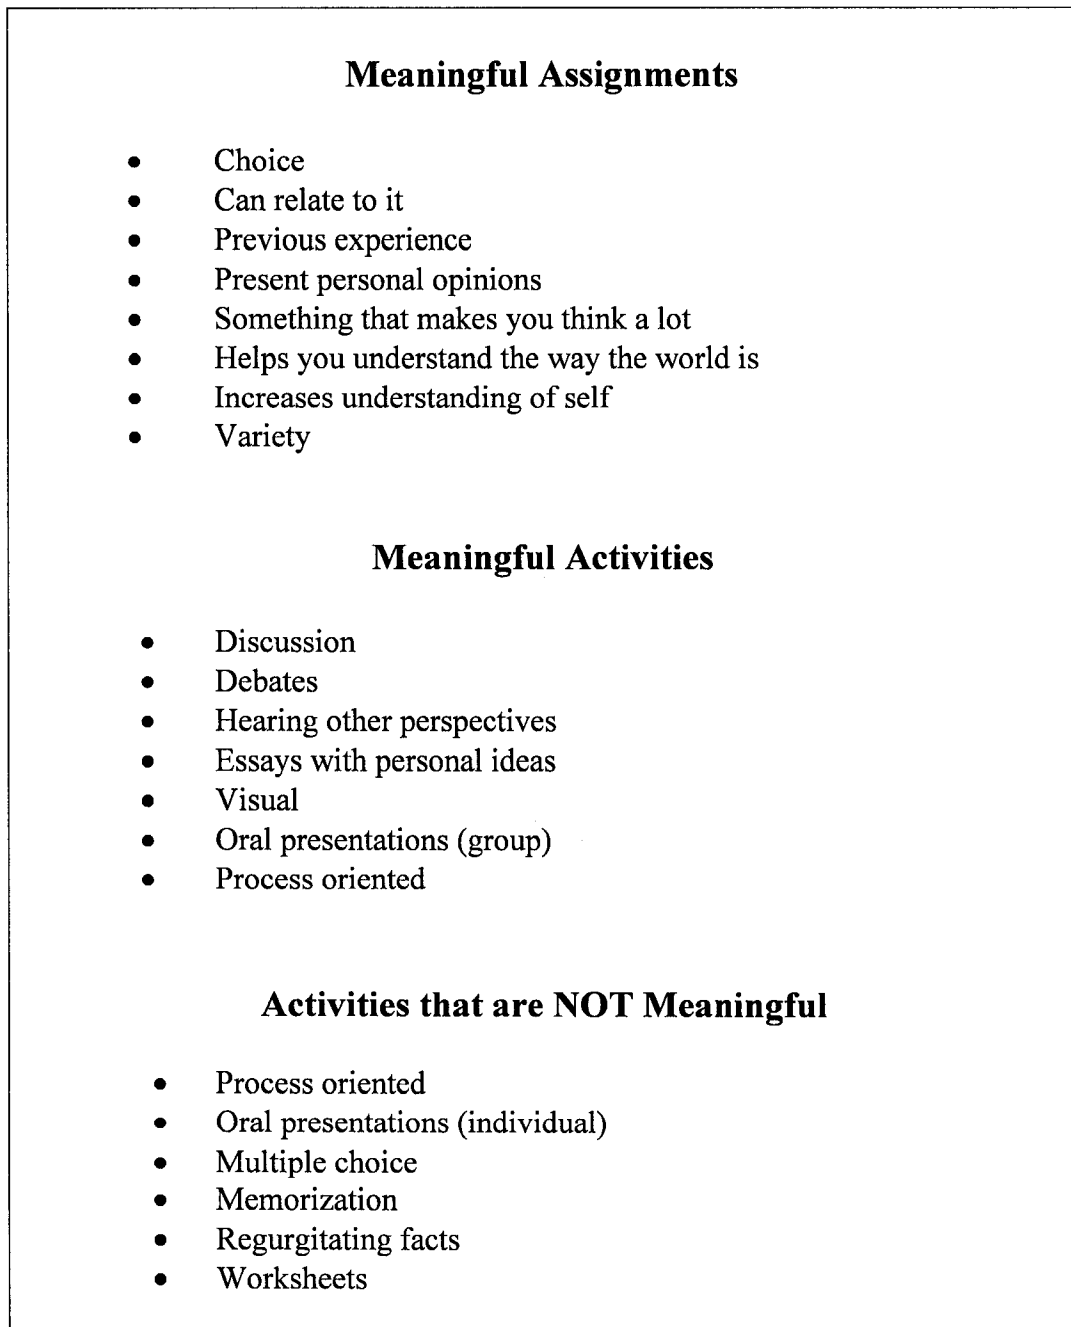 Meaningful Assignments
• Choice
• Can relate to it
• Previous experience
• Present personal opinions
• Something that makes you think a lot
• Helps you understand the way the world is
• Increases understanding of self
• Variety
Meaningful Activities
• Discussion
• Debates
• Hearing other perspectives
• Essays with personal ideas
• Visual
• Oral presentations (group)
• Process oriented
Activities that are NOT Meaningful
• Process oriented
• Oral presentations (individual)
• Multiple choice
• Memorization
• Regurgitating facts
• Worksheets